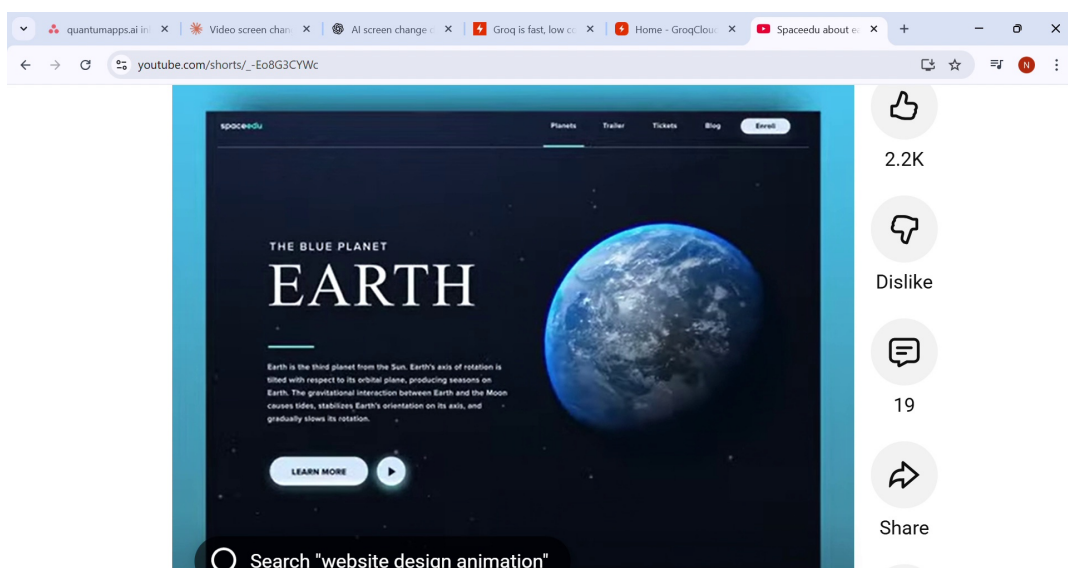 quantumapps.ai in
Video screen chan
AI screen change d
Groq is fast, low co
Home - GroqCloud
Spaceedu about ea
youtube.com/shorts/_-Eo8G3CYWc
N
spaceedu
Planets Trailer Tickets Blog Enroll
2.2K
THE BLUE PLANET
EARTH
Dislike
Earth is the third planet from the Sun. Earth's axis of rotation is
tilted with respect to its orbital plane, producing seasons on
Earth. The gravitational interaction between Earth and the Moon
causes tides, stabilizes Earth's orientation on its axis, and
gradually slows its rotation.
19
LEARN MORE
Share
Search "website design animation"